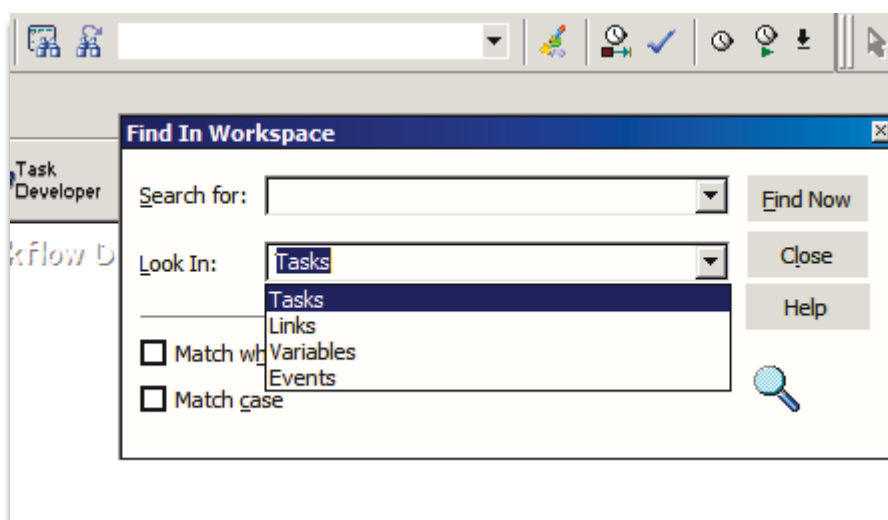 Find In Workspace
Task
Developer
Search for:
Find Now
kflow D
Look In:
Tasks
Close
Tasks
Help
Links
Match wh
Variables
Events
Match case